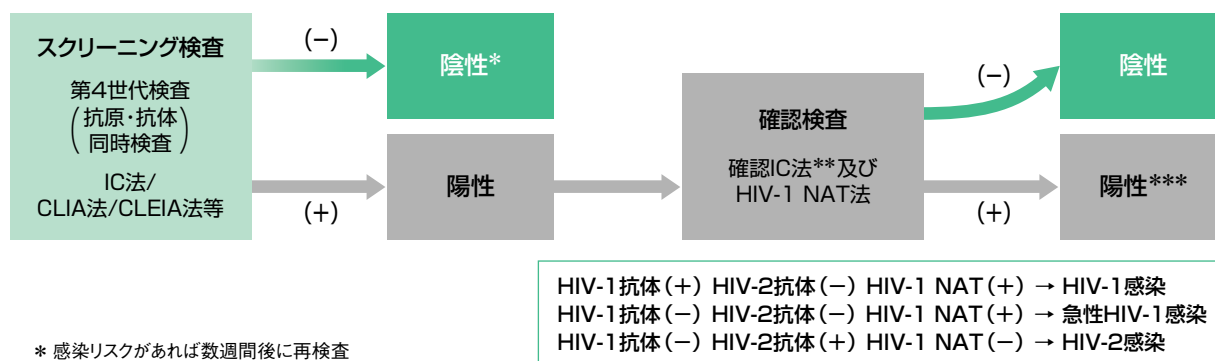 スクリーニング検査
第4世代検査
(抗原・抗体
同時検査)
IC法/
CLIA法/CLEIA法等
(−)
(+)
陰性*
陽性
確認検査
確認IC法**及び
HIV-1 NAT法
(−)
(+)
陰性
陽性***
HIV-1抗体(+) HIV-2抗体(−) HIV-1 NAT(+) → HIV-1感染
HIV-1抗体(−) HIV-2抗体(−) HIV-1 NAT(+) → 急性HIV-1感染
HIV-1抗体(−) HIV-2抗体(+) HIV-1 NAT(−) → HIV-2感染
* 感染リスクがあれば数週間後に再検査